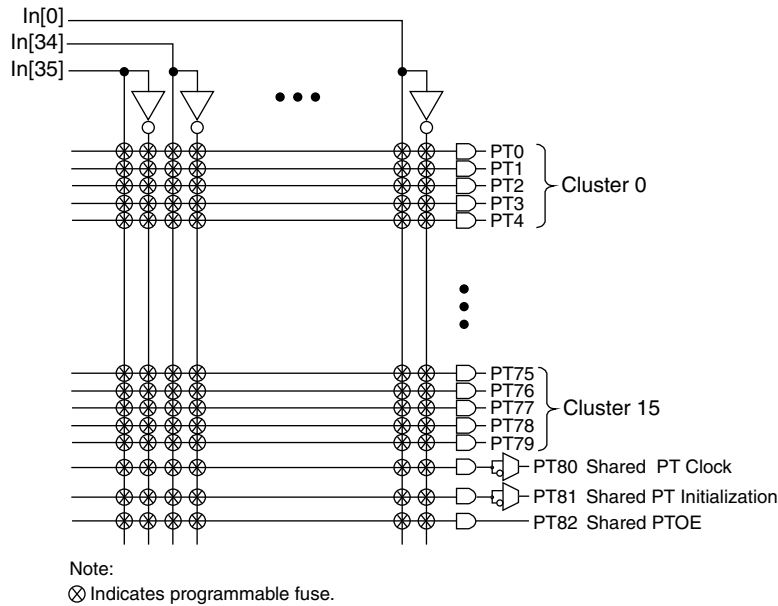 In[0]
In[34]
In[35]
PT0
PT1
PT2
PT3
PT4
Cluster 0
PT75
PT76
PT77
PT78
PT79
Cluster 15
PT80 Shared PT Clock
PT81 Shared PT Initialization
PT82 Shared PTOE
Note:
⊗ Indicates programmable fuse.